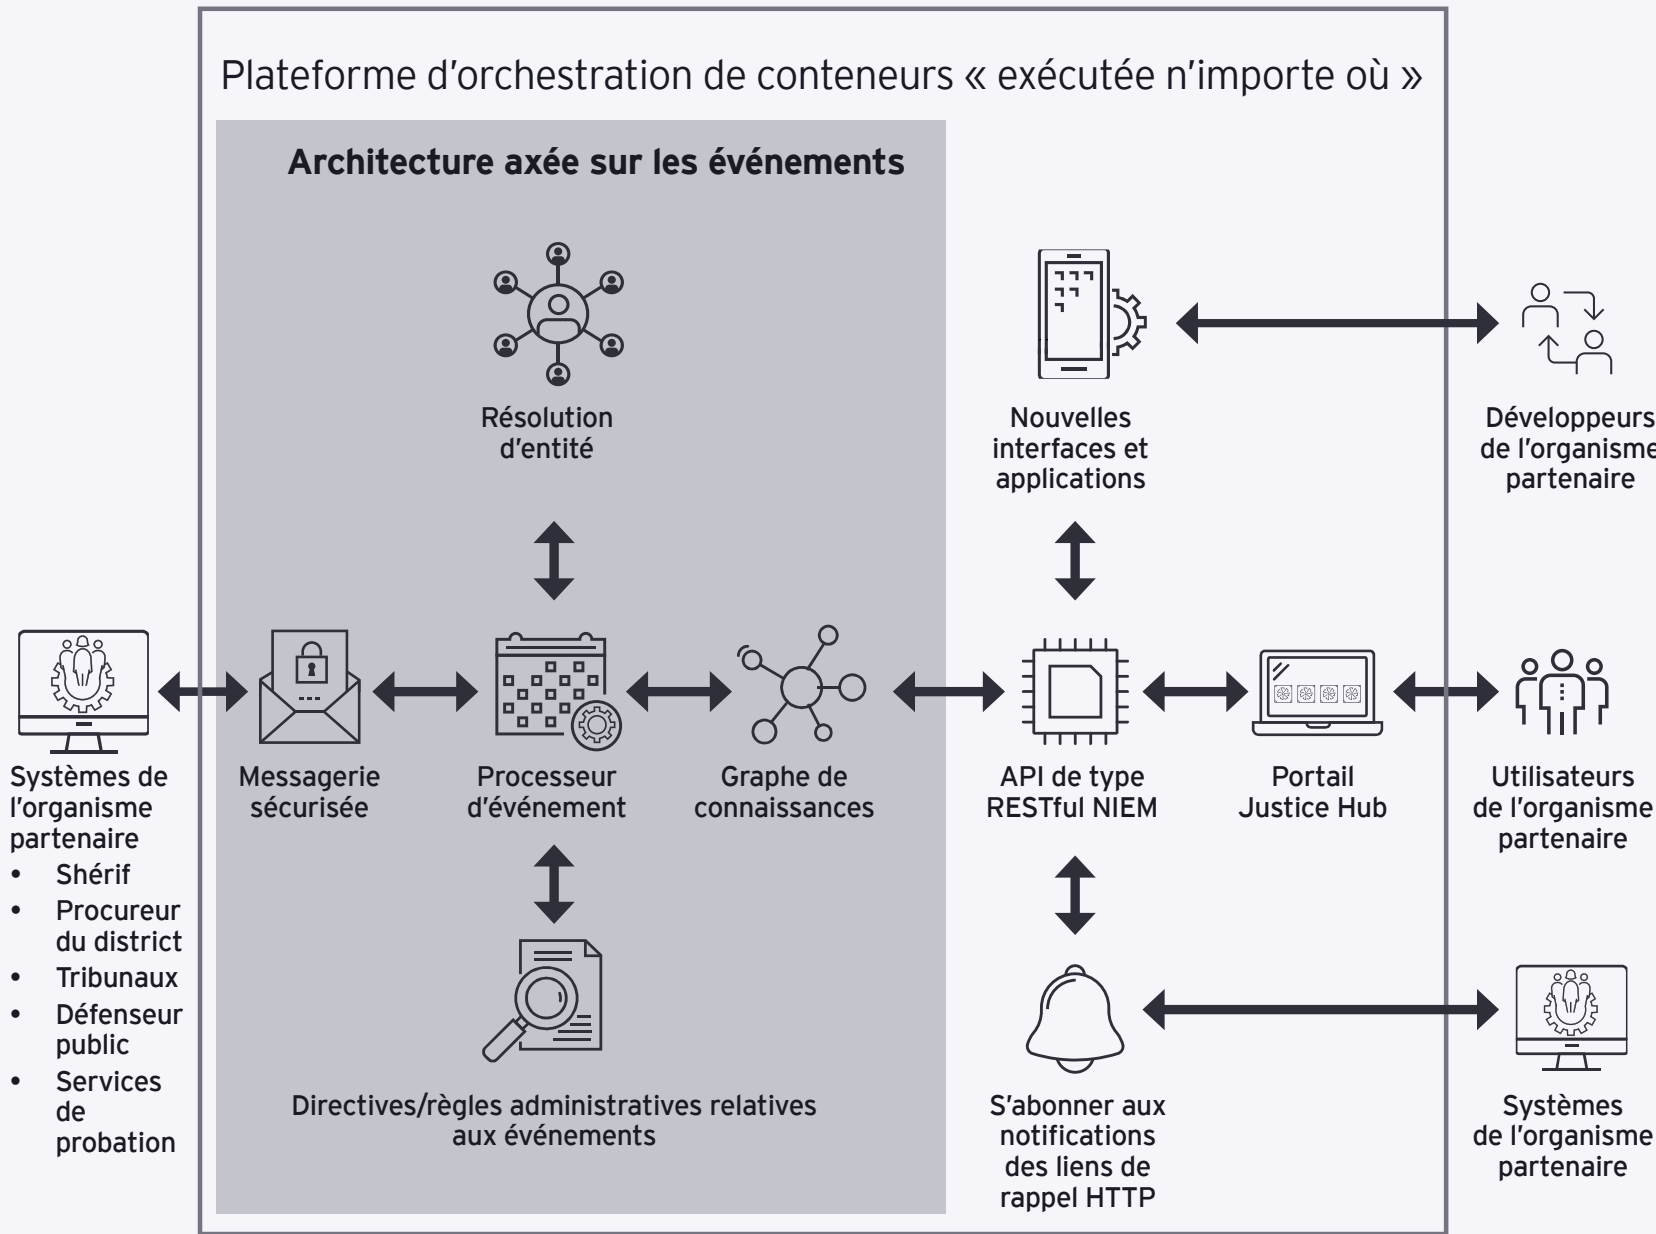 Plateforme d'orchestration de conteneurs « exécutée n'importe où »
Architecture axée sur les événements
Résolution
d'entité
Nouvelles
interfaces et
applications
Développeurs
de l'organisme
partenaire
Systèmes de
l'organisme
partenaire
• Shérif
• Procureur
du district
• Tribunaux
• Défenseur
public
• Services
de
probation
Messagerie
sécurisée
Processeur
d'événement
Graphe de
connaissances
API de type
RESTful NIEM
Portail
Justice Hub
Utilisateurs
de l'organisme
partenaire
Directives/règles administratives relatives
aux événements
S'abonner aux
notifications
des liens de
rappel HTTP
Systèmes
de l'organisme
partenaire